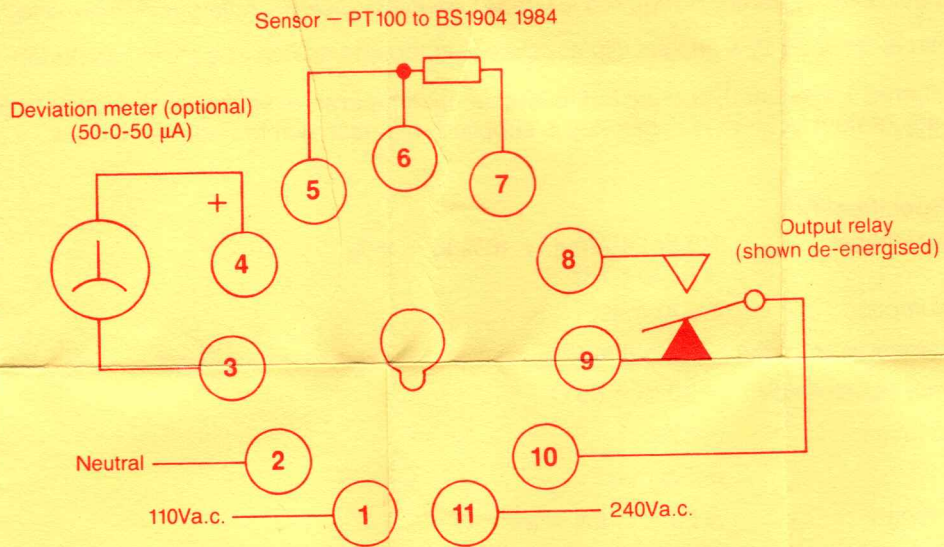 Sensor — PT100 to BS1904 1984
Deviation meter (optional)
(50-0-50 µA)
+
5
6
7
4
8
Output relay
(shown de-energised)
3
9
Neutral
2
10
110Va.c.
1
11
240Va.c.